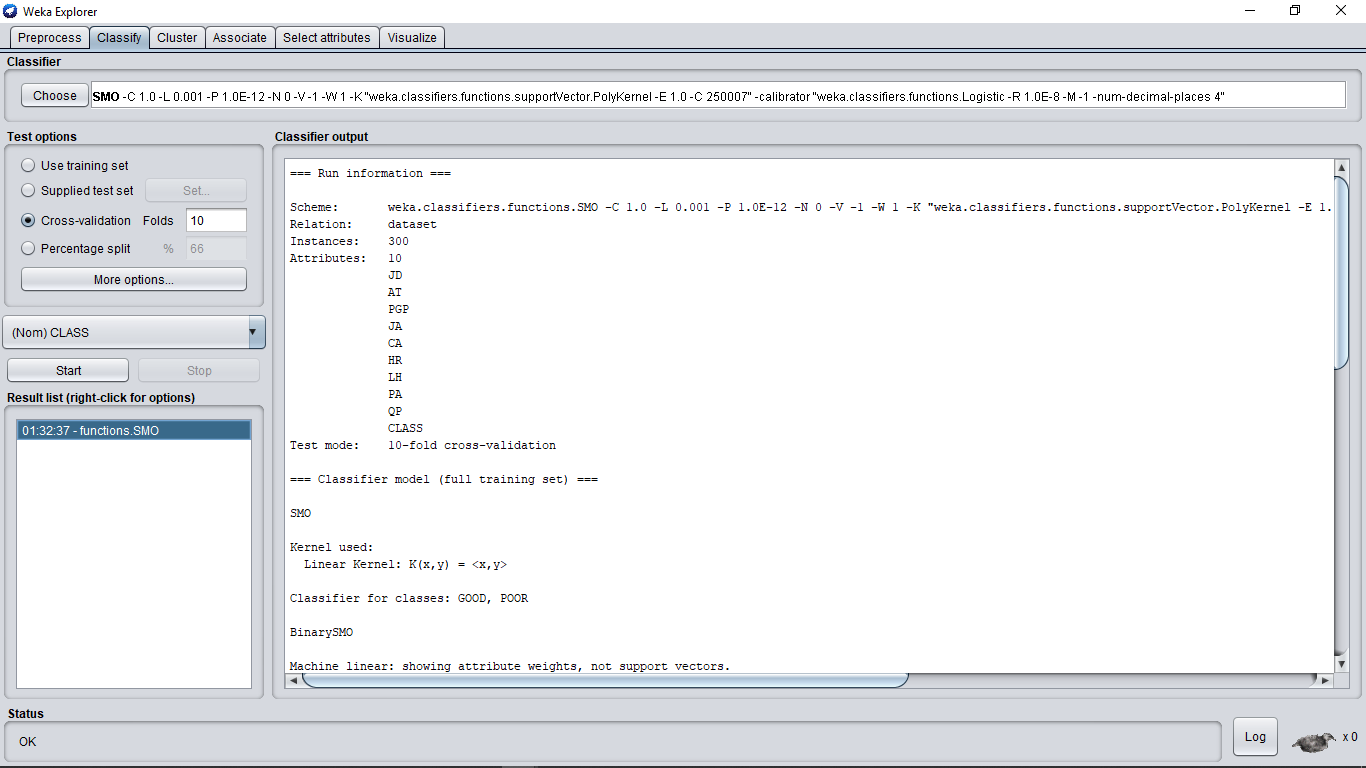 Weka Explorer
Preprocess Classify Cluster Associate Select attributes Visualize
Classifier
Choose SMO -C 1.0 -L 0.001 -P 1.0E-12 -N 0 -V -1 -W 1 -K "weka.classifiers.functions.supportVector.PolyKernel -E 1.0 -C 250007" -calibrator "weka.classifiers.functions.Logistic -R 1.0E-8 -M -1 -num-decimal-places 4"
Test options
Use training set
Supplied test set Set...
Cross-validation Folds 10
Percentage split % 66
More options...
(Nom) CLASS
Start Stop
Result list (right-click for options)
01:32:37 - functions.SMO
Classifier output
=== Run information ===
Scheme: weka.classifiers.functions.SMO -C 1.0 -L 0.001 -P 1.0E-12 -N 0 -V -1 -W 1 -K "weka.classifiers.functions.supportVector.PolyKernel -E 1.
Relation: dataset
Instances: 300
Attributes: 10
JD
AT
PGP
JA
CA
HR
LH
PA
QP
CLASS
Test mode: 10-fold cross-validation
=== Classifier model (full training set) ===
SMO
Kernel used:
Linear Kernel: K(x,y) = <x,y>
Classifier for classes: GOOD, POOR
BinarySMO
Machine linear: showing attribute weights, not support vectors.
Status
OK
Log x 0